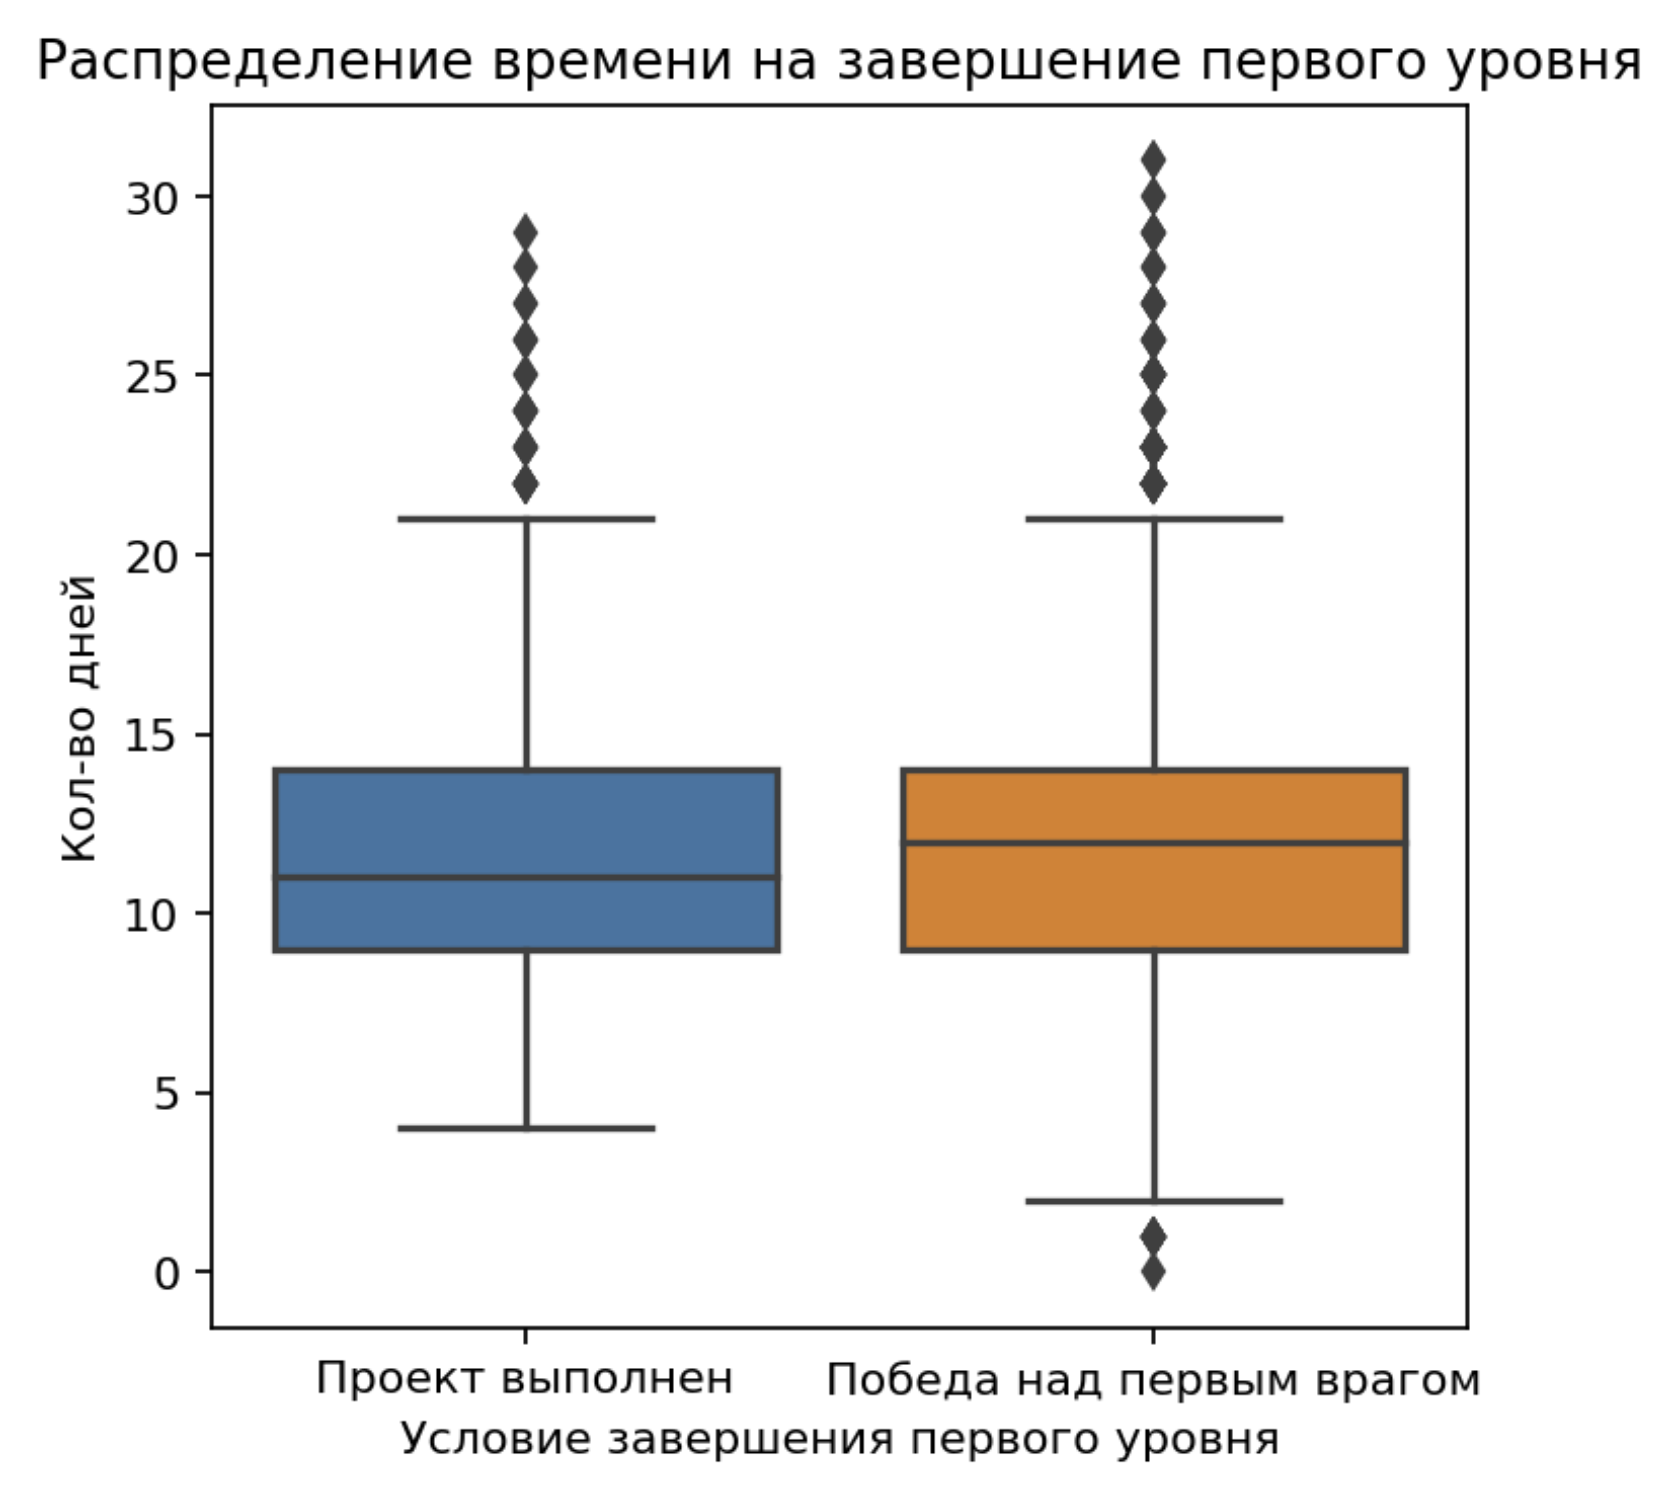 Распределение времени на завершение первого уровня
Кол-во дней
30
25
20
15
10
5
0
Проект выполнен
Победа над первым врагом
Условие завершения первого уровня